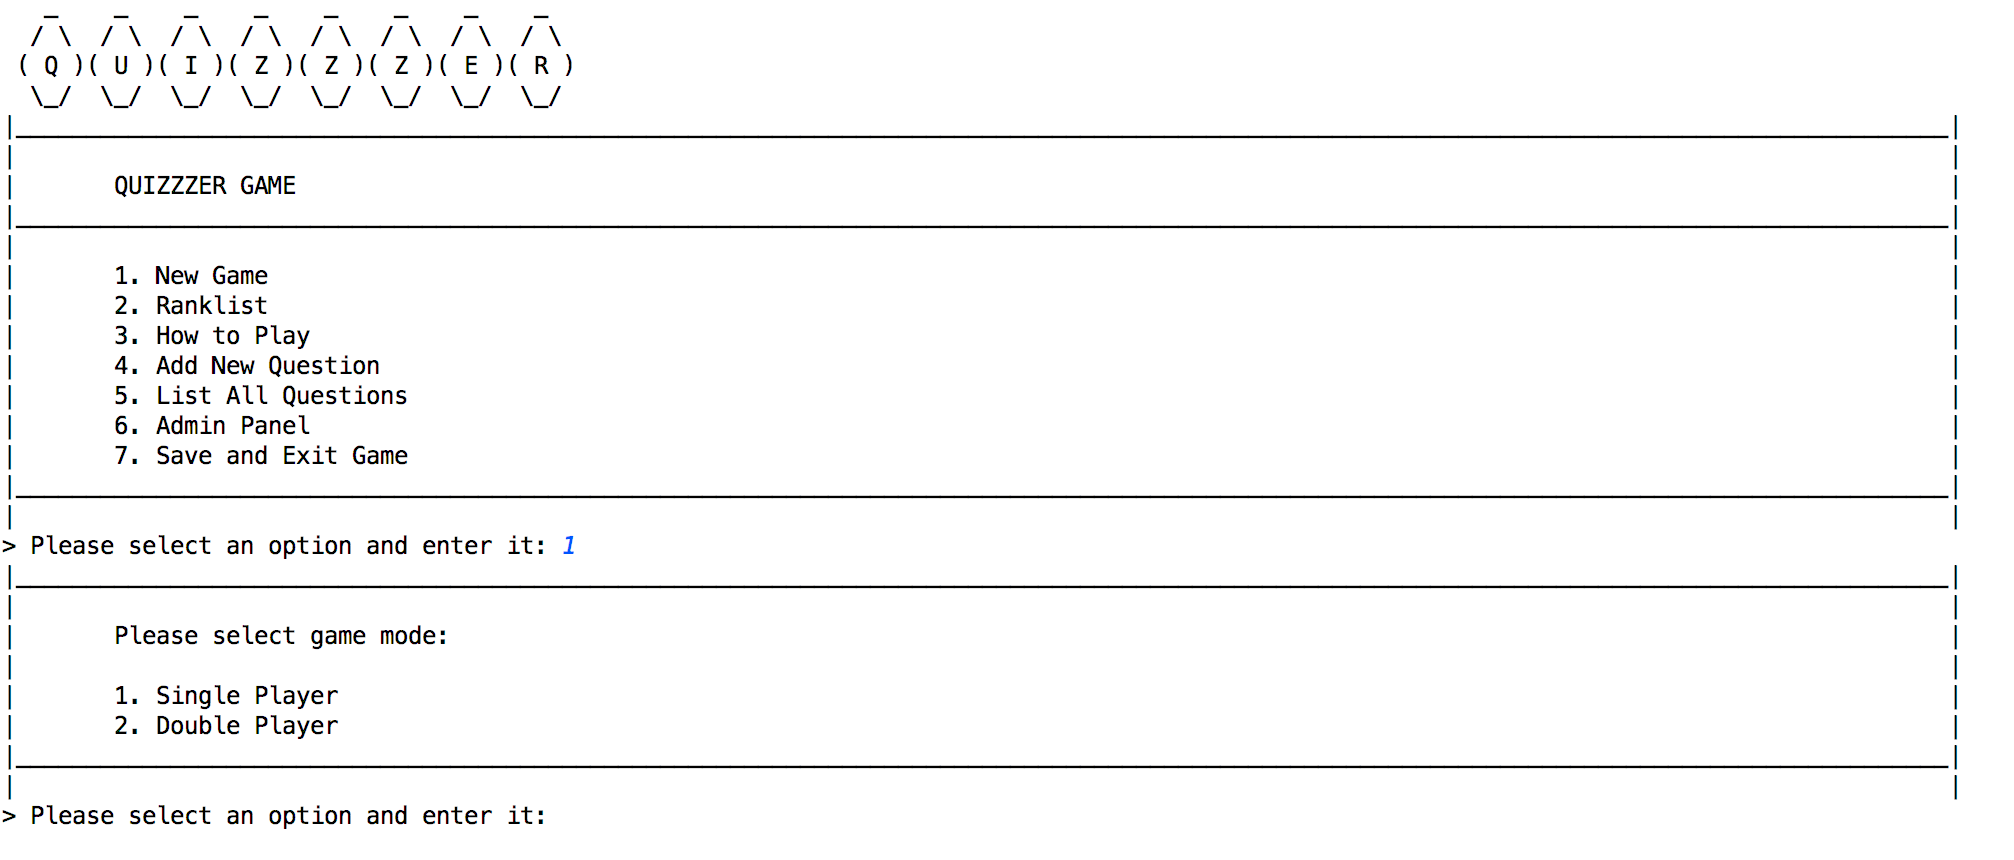 ( Q )( U )( I )( Z )( Z )( Z )( E )( R )
QUIZZZER GAME
1. New Game
2. Ranklist
3. How to Play
4. Add New Question
5. List All Questions
6. Admin Panel
7. Save and Exit Game
> Please select an option and enter it: 1
Please select game mode:
1. Single Player
2. Double Player
> Please select an option and enter it: